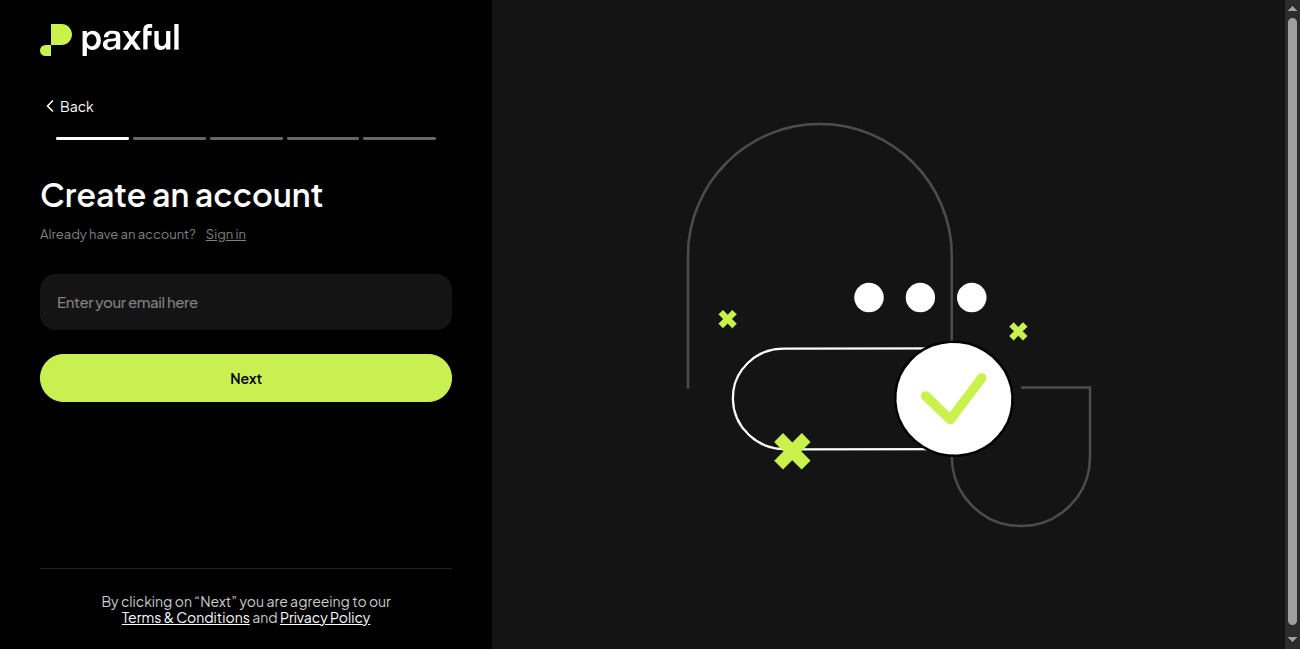 paxful
Back
Create an account
Already have an account? Sign in
Enter your email here
Next
By clicking on “Next” you are agreeing to our
Terms & Conditions and Privacy Policy